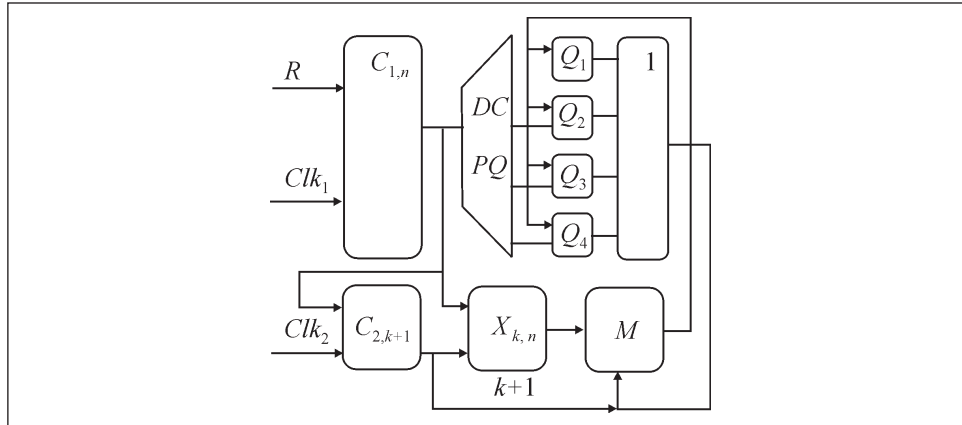 R
C₁,ₙ
Clk₁
DC
PQ
Q₁
Q₂
Q₃
Q₄
1
Clk₂
C₂,ₖ₊₁
Xₖ, ₙ
M
k+1